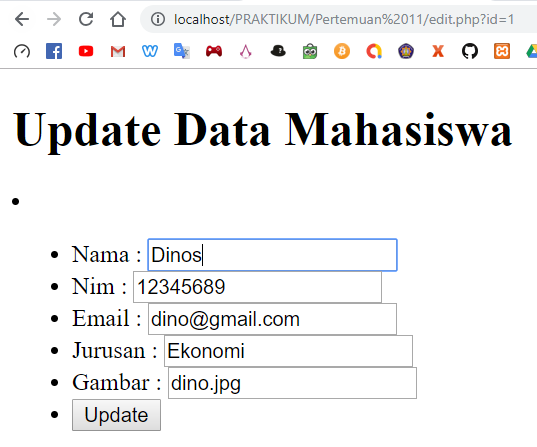 localhost/PRAKTIKUM/Pertemuan%2011/edit.php?id=1
Update Data Mahasiswa
Nama : Dinos
Nim : 12345689
Email : dino@gmail.com
Jurusan : Ekonomi
Gambar : dino.jpg
Update